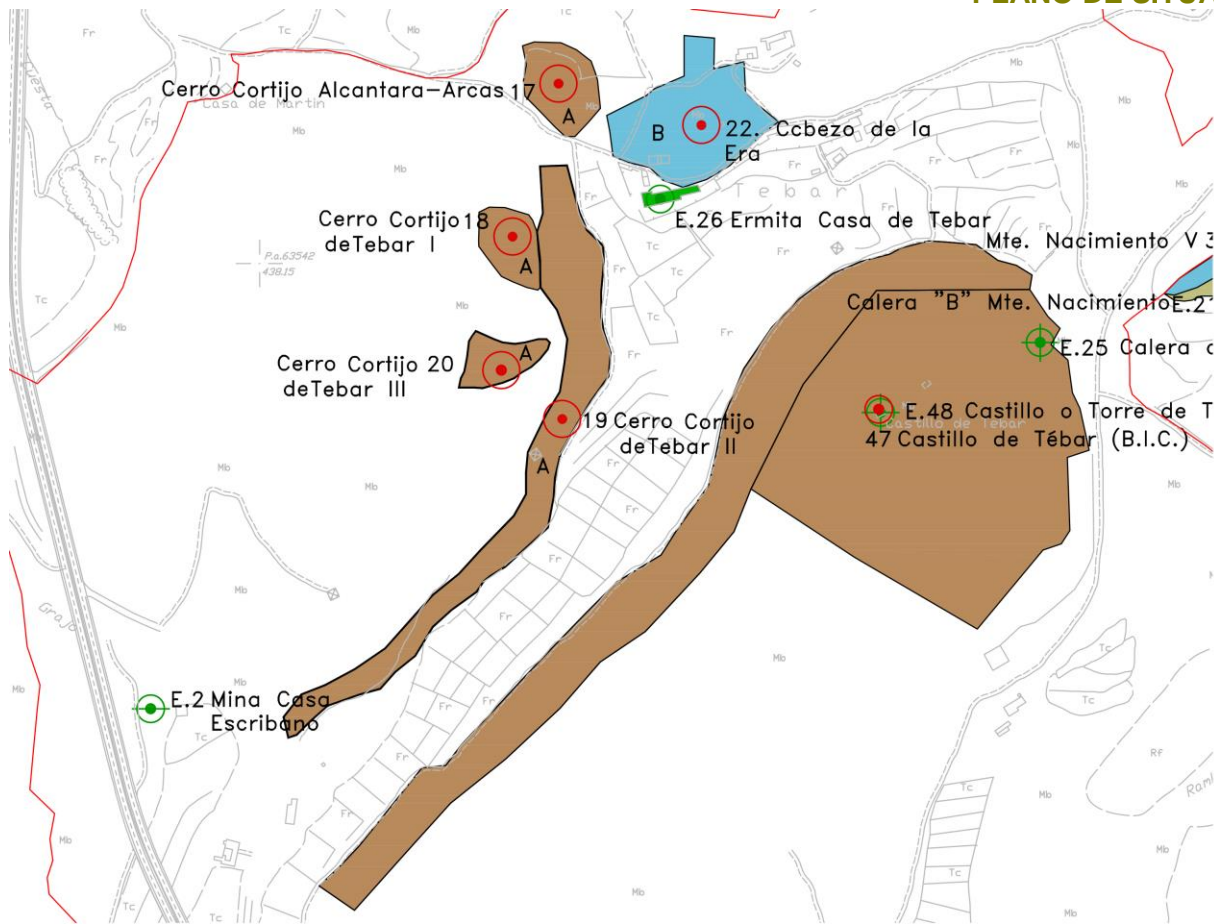 Cerro Cortijo Alcantara-Arcas 17
Casa de Martin
A
B
22. Ccbezo de la
Era
Tebar
E.26 Ermita Casa de Tebar
Cerro Cortijo 18
deTebar I
A
P.a.63542
438.15
Mte. Nacimiento V 3
Calera "B" Mte. Nacimiento E.2
E.25 Calera
Cerro Cortijo 20
deTebar III
A
19 Cerro Cortijo
deTebar II
A
E.48 Castillo o Torre de T
Castillo de Tebar
47 Castillo de Tébar (B.I.C.)
E.2 Mina Casa
Escribano
Grajo
Cuesta
Fr
Tc
Mb
Rf